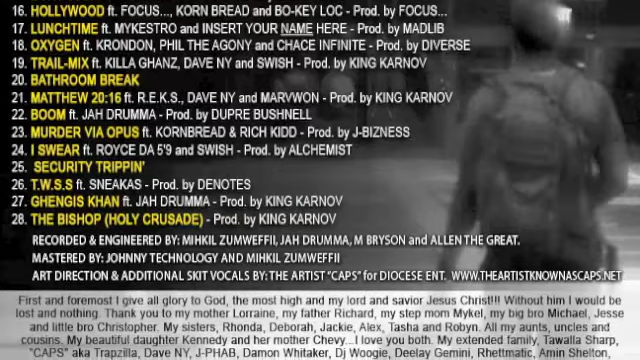 16. HOLLYWOOD ft. FOCUS..., KORN BREAD and BO-KEY LOC - Prod. by FOCUS...
17. LUNCHTIME ft. MYKESTRO and INSERT YOUR NAME HERE - Prod. by MADLIB
18. OXYGEN ft. KRONDON, PHIL THE AGONY and CHACE INFINITE - Prod. by DIVERSE
19. TRAIL-MIX ft. KILLA GHANZ, DAVE NY and SWISH - Prod. by KING KARNOV
20. BATHROOM BREAK
21. MATTHEW 20:16 ft. R.E.K.S., DAVE NY and MARVWON - Prod. by KING KARNOV
22. BOOM ft. JAH DRUMMA - Prod. by DUPRE BUSHNELL
23. MURDER VIA OPUS ft. KORNBREAD & RICH KIDD - Prod. by J-BIZNESS
24. I SWEAR ft. ROYCE DA 5'9 and SWISH - Prod. by ALCHEMIST
25. SECURITY TRIPPIN'
26. T.W.S.S ft. SNEAKAS - Prod. by DENOTES
27. GHENGIS KHAN ft. JAH DRUMMA - Prod. by KING KARNOV
28. THE BISHOP (HOLY CRUSADE) - Prod. by KING KARNOV
RECORDED & ENGINEERED BY: MIHKIL ZUMWEFFII, JAH DRUMMA, M BRYSON and ALLEN THE GREAT.
MASTERED BY: JOHNNY TECHNOLOGY AND MIHKIL ZUMWEFFII
ART DIRECTION & ADDITIONAL SKIT VOCALS BY: THE ARTIST "CAPS" for DIOCESE ENT. WWW.THEARTISTKNOWNASCAPS.NET
First and foremost I give all glory to God, the most high and my lord and savior Jesus Christ!!! Without him I would be
lost and nothing. Thank you to my mother Lorraine, my father Richard, my step mom Mykel, my big bro Michael, Jesse
and little bro Christopher. My sisters, Rhonda, Deborah, Jackie, Alex, Tasha and Robyn. All my aunts, uncles and
cousins. My beautiful daughter Kennedy and her mother Chevy...I love you both. My extended family, Tawalla Sharp,
"CAPS" aka Trapzilla, Dave NY, J-PHAB, Damon Whitaker, Dj Woogie, Deelay Gemini, Rhettmatic, Amin Shelton,